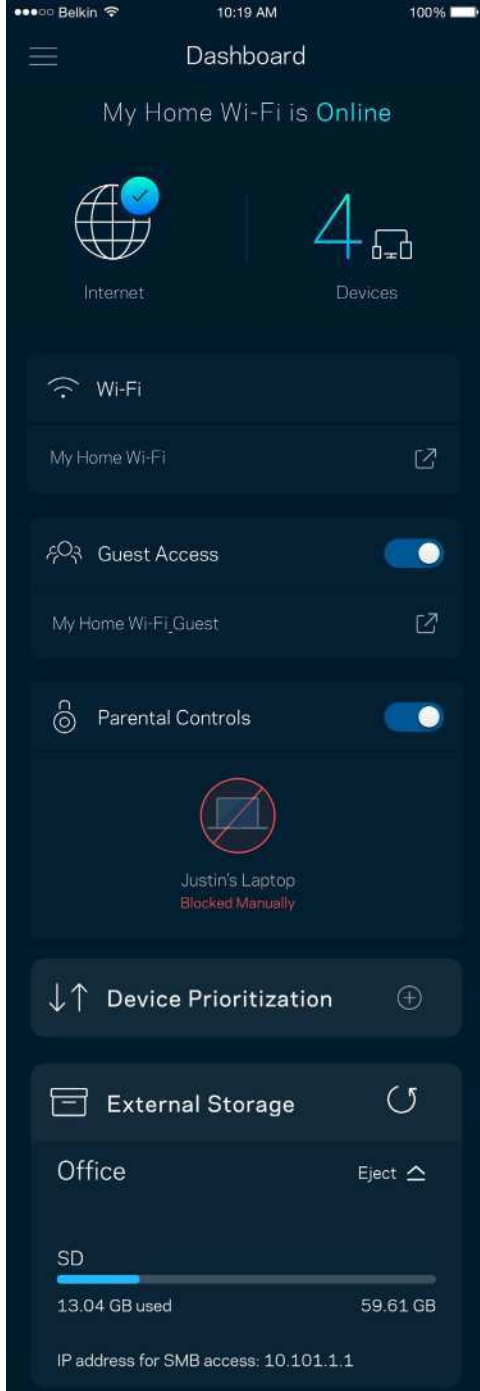 Belkin 10:19 AM 100%
Dashboard
My Home Wi-Fi is Online
4
Internet Devices
Wi-Fi
My Home Wi-Fi
Guest Access
My Home Wi-Fi_Guest
Parental Controls
Justin's Laptop
Blocked Manually
Device Prioritization
External Storage
Office Eject
SD
13.04 GB used 59.61 GB
IP address for SMB access: 10.101.1.1